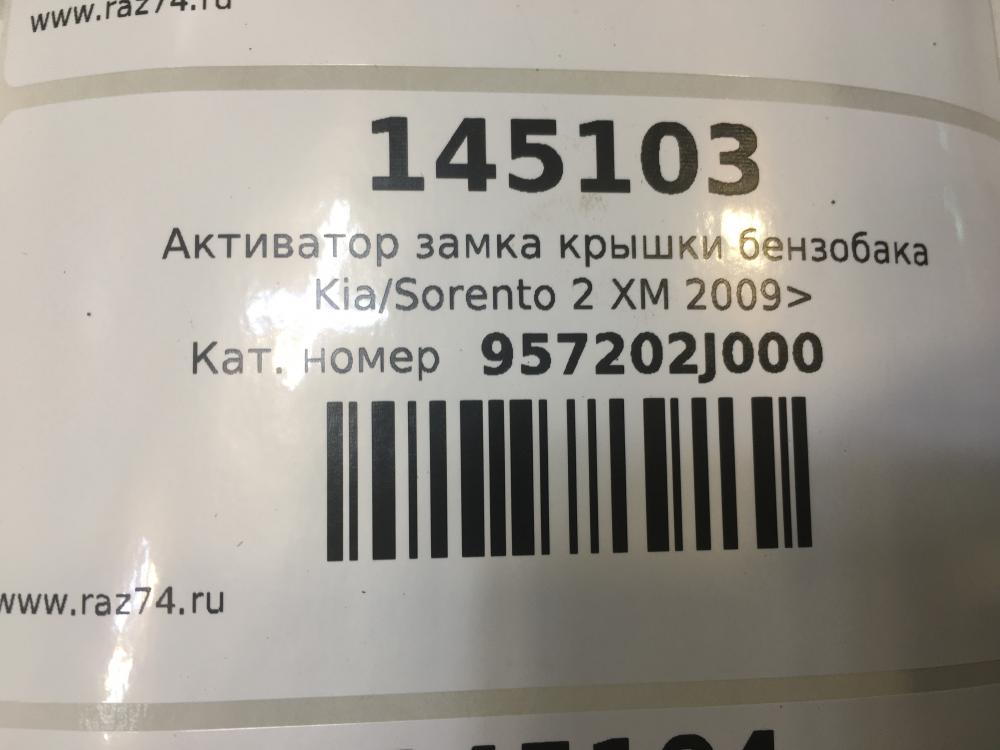 www.raz74.ru
145103
Активатор замка крышки бензобака
Kia/Sorento 2 XM 2009>
Кат. номер 957202J000
www.raz74.ru
145104